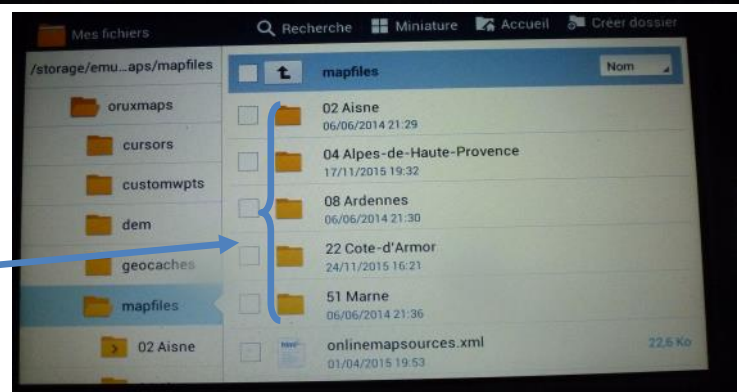 Mes fichiers
Recherche
Miniature
Accueil
Créer dossier
/storage/emu...aps/mapfiles
oruxmaps
cursors
customwpts
dem
geocaches
mapfiles
02 Aisne
mapfiles
Nom
02 Aisne
06/06/2014 21:29
04 Alpes-de-Haute-Provence
17/11/2015 19:32
08 Ardennes
06/06/2014 21:30
22 Cote-d'Armor
24/11/2015 16:21
51 Marne
06/06/2014 21:36
onlinemapsources.xml
22,6 Ko
01/04/2015 19:53